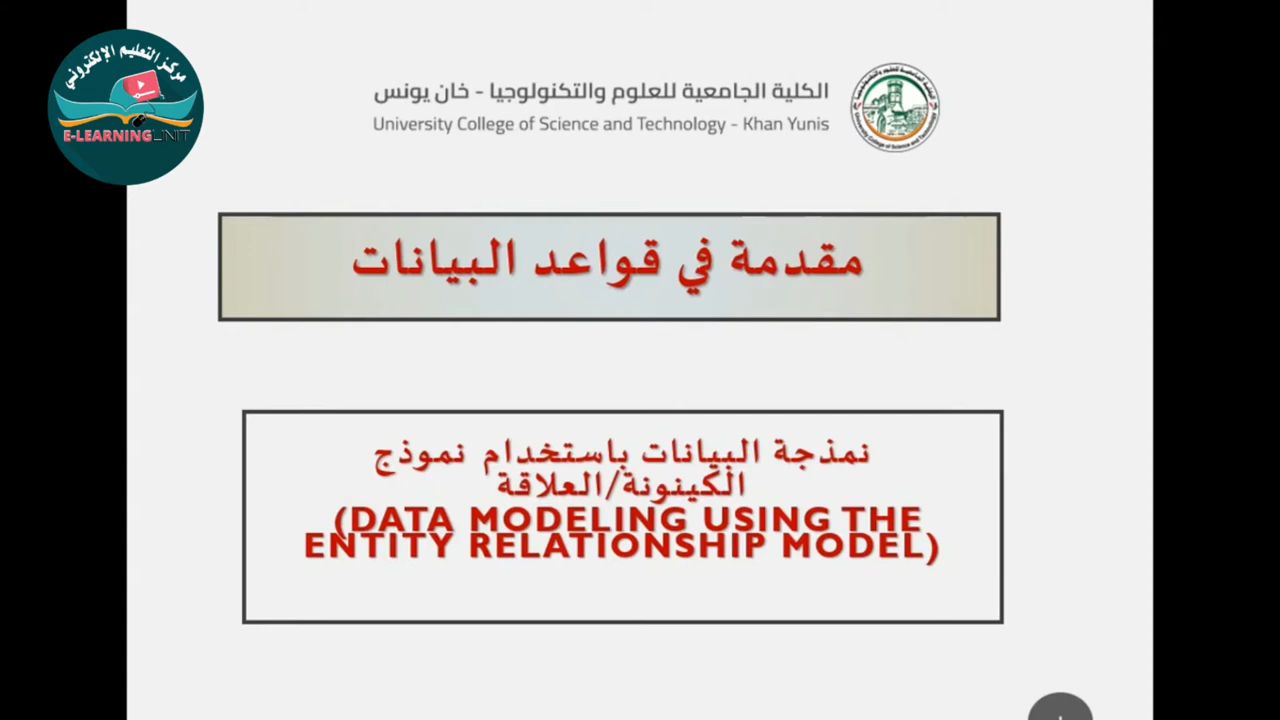 مركز التعليم الإلكتروني
E-LEARNING UNIT
الكلية الجامعية للعلوم والتكنولوجيا - خان يونس
University College of Science and Technology - Khan Yunis
مقدمة في قواعد البيانات
نمذجة البيانات باستخدام نموذج
الكينونة/العلاقة
(DATA MODELING USING THE
ENTITY RELATIONSHIP MODEL)